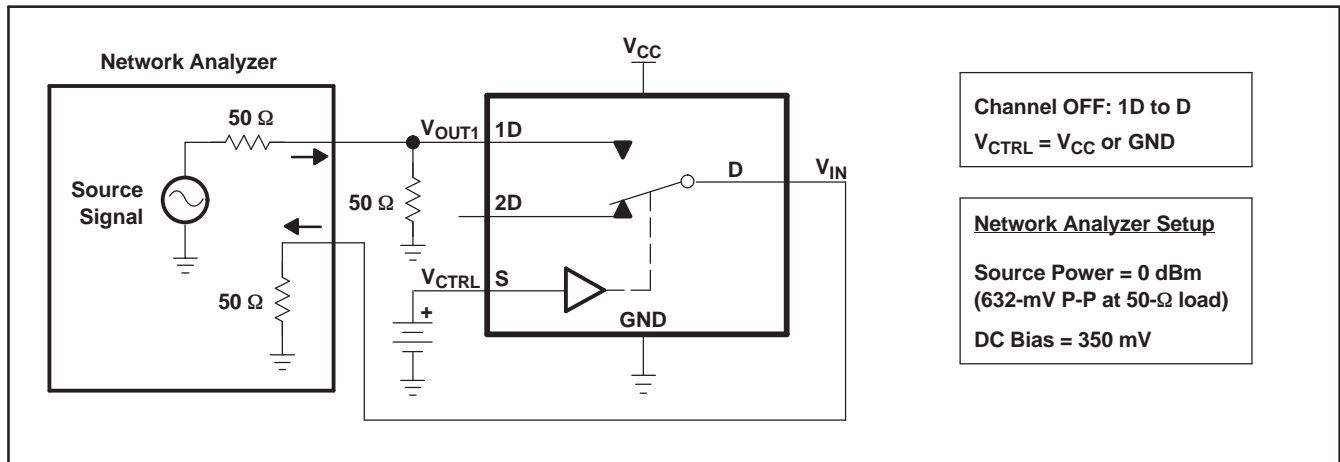 Network Analyzer
50 Ω
Source
Signal
50 Ω
VOUT1
1D
50 Ω
2D
VCTRL
S
+
VCC
D
VIN
GND
Channel OFF: 1D to D
VCTRL = VCC or GND
Network Analyzer Setup
Source Power = 0 dBm
(632-mV P-P at 50-Ω load)
DC Bias = 350 mV